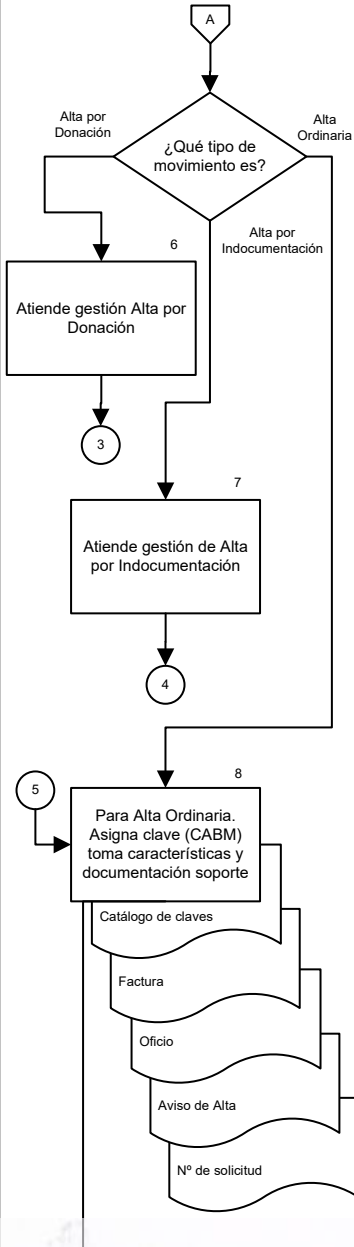 A
Alta por
Donación
¿Qué tipo de
movimiento es?
Alta
Ordinaria
Alta por
Indocumentación
6
Atiende gestión Alta por
Donación
3
7
Atiende gestión de Alta
por Indocumentación
4
8
5
Para Alta Ordinaria.
Asigna clave (CABM)
toma características y
documentación soporte
Catálogo de claves
Factura
Oficio
Aviso de Alta
Nº de solicitud